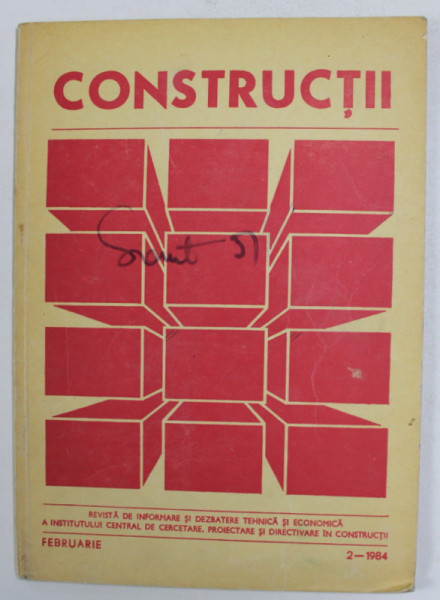 CONSTRUCȚII
REVISTĂ DE INFORMARE ȘI DEZBATERE TEHNICĂ ȘI ECONOMICĂ
A INSTITUTULUI CENTRAL DE CERCETARE, PROIECTARE ȘI DIRECTIVARE ÎN CONSTRUCȚII
FEBRUARIE 2—1984